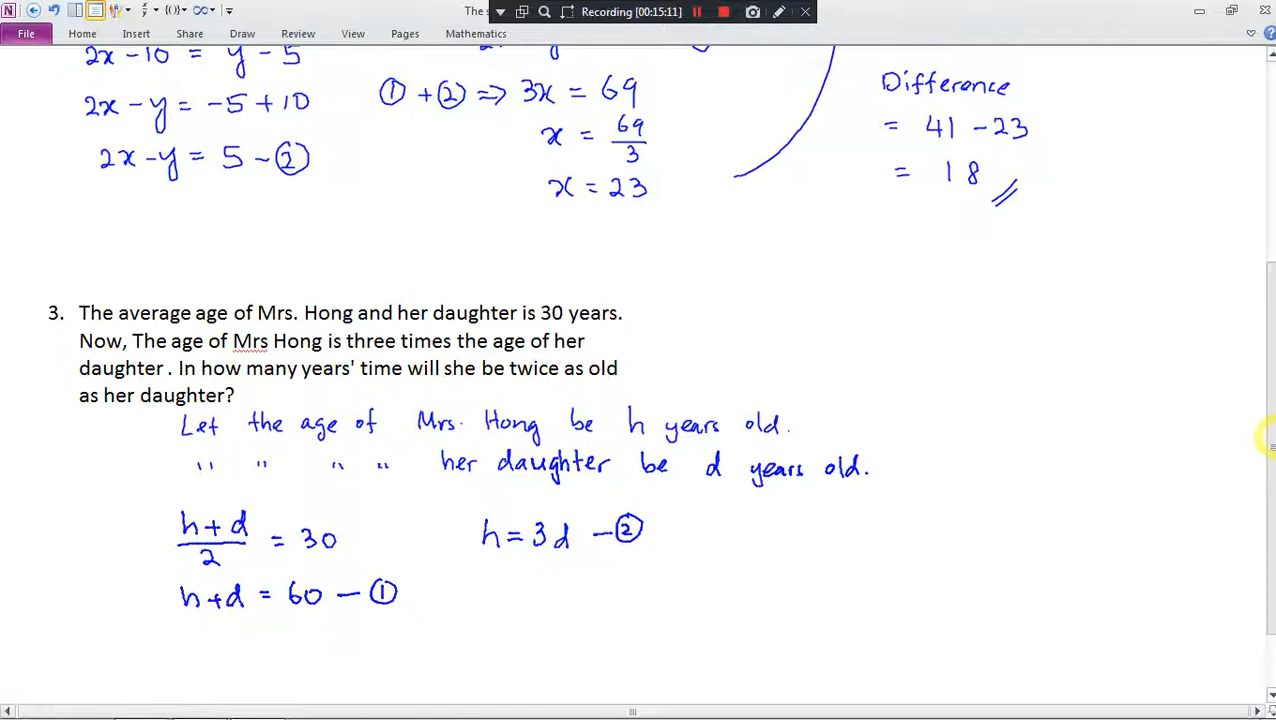 The s
Recording [00:15:11]
File Home Insert Share Draw Review View Pages Mathematics
2x - 10 = y - 5
2x - y = -5 + 10
2x - y = 5 - ②
① + ② ⇒ 3x = 69
x = 69/3
x = 23
Difference
= 41 - 23
= 18
3. The average age of Mrs. Hong and her daughter is 30 years.
Now, The age of Mrs Hong is three times the age of her
daughter . In how many years' time will she be twice as old
as her daughter?
Let the age of Mrs. Hong be h years old.
" " " " her daughter be d years old.
h + d / 2 = 30
h = 3d - ②
h + d = 60 - ①